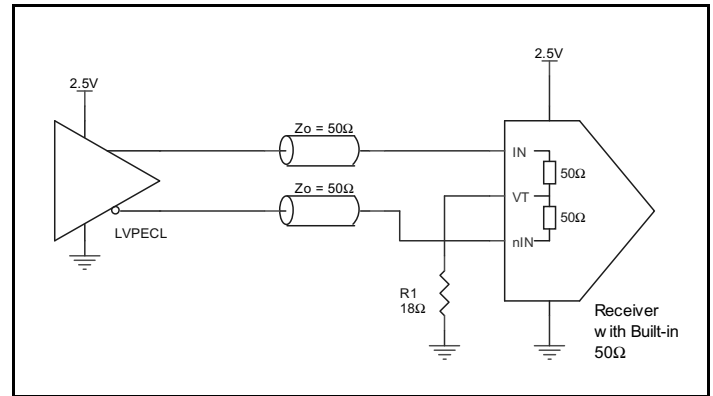 2.5V
2.5V
Zo = 50Ω
IN
50Ω
Zo = 50Ω
VT
50Ω
nIN
LVPECL
R1
18Ω
Receiver
with Built-in
50Ω